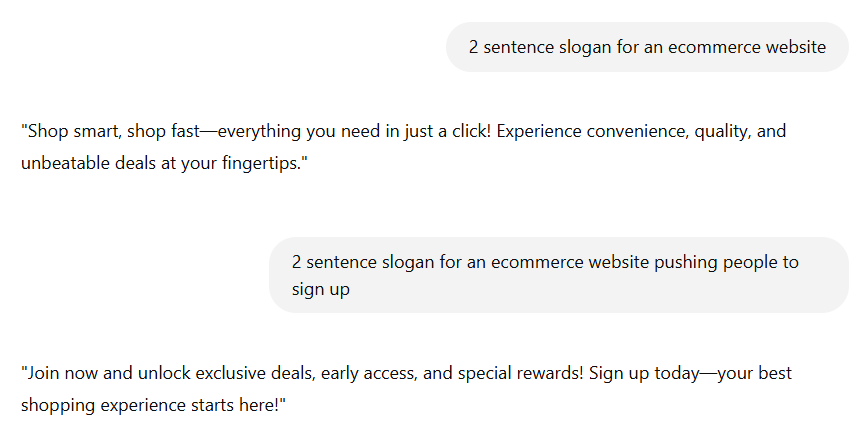 2 sentence slogan for an ecommerce website
"Shop smart, shop fast—everything you need in just a click! Experience convenience, quality, and
unbeatable deals at your fingertips."
2 sentence slogan for an ecommerce website pushing people to
sign up
"Join now and unlock exclusive deals, early access, and special rewards! Sign up today—your best
shopping experience starts here!"